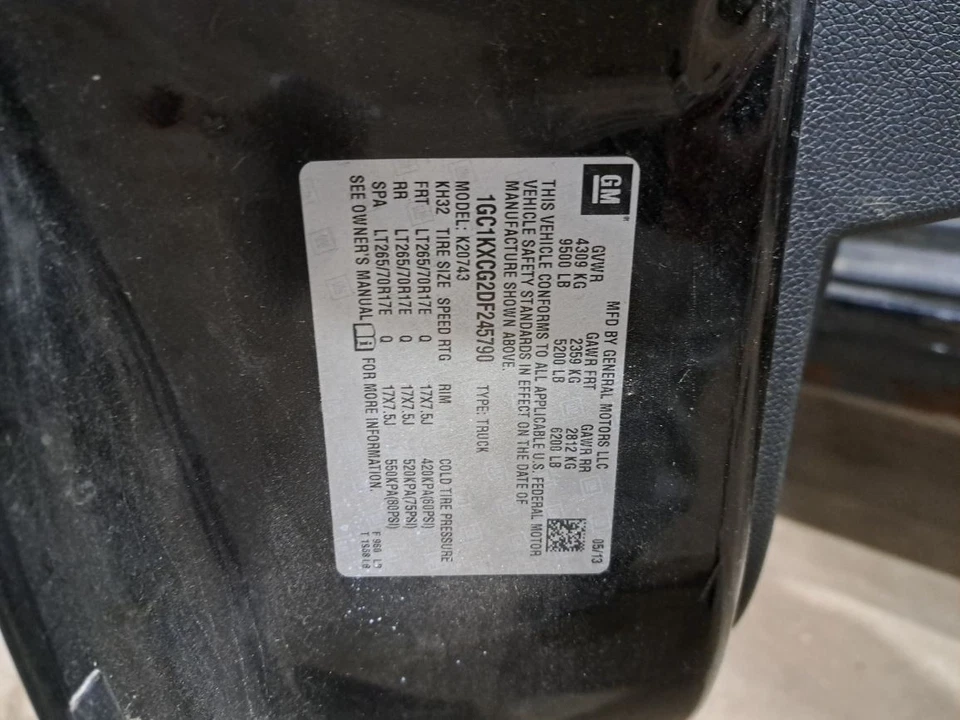 GM
MFD BY GENERAL MOTORS LLC 05/13
GVWR GAWR FRT GAWR RR
4309 KG 2359 KG 2812 KG
9500 LB 5200 LB 6200 LB
THIS VEHICLE CONFORMS TO ALL APPLICABLE U.S. FEDERAL MOTOR
VEHICLE SAFETY STANDARDS IN EFFECT ON THE DATE OF
MANUFACTURE SHOWN ABOVE.
1GC1KXCG2DF245790 TYPE: TRUCK
MODEL: K20743
KH32 TIRE SIZE SPEED RTG RIM COLD TIRE PRESSURE
FRT LT265/70R17E Q 17X7.5J 420KPA(60PSI)
RR LT265/70R17E Q 17X7.5J 520KPA(75PSI)
SPA LT265/70R17E Q 17X7.5J 550KPA(80PSI)
SEE OWNER'S MANUAL FOR MORE INFORMATION.